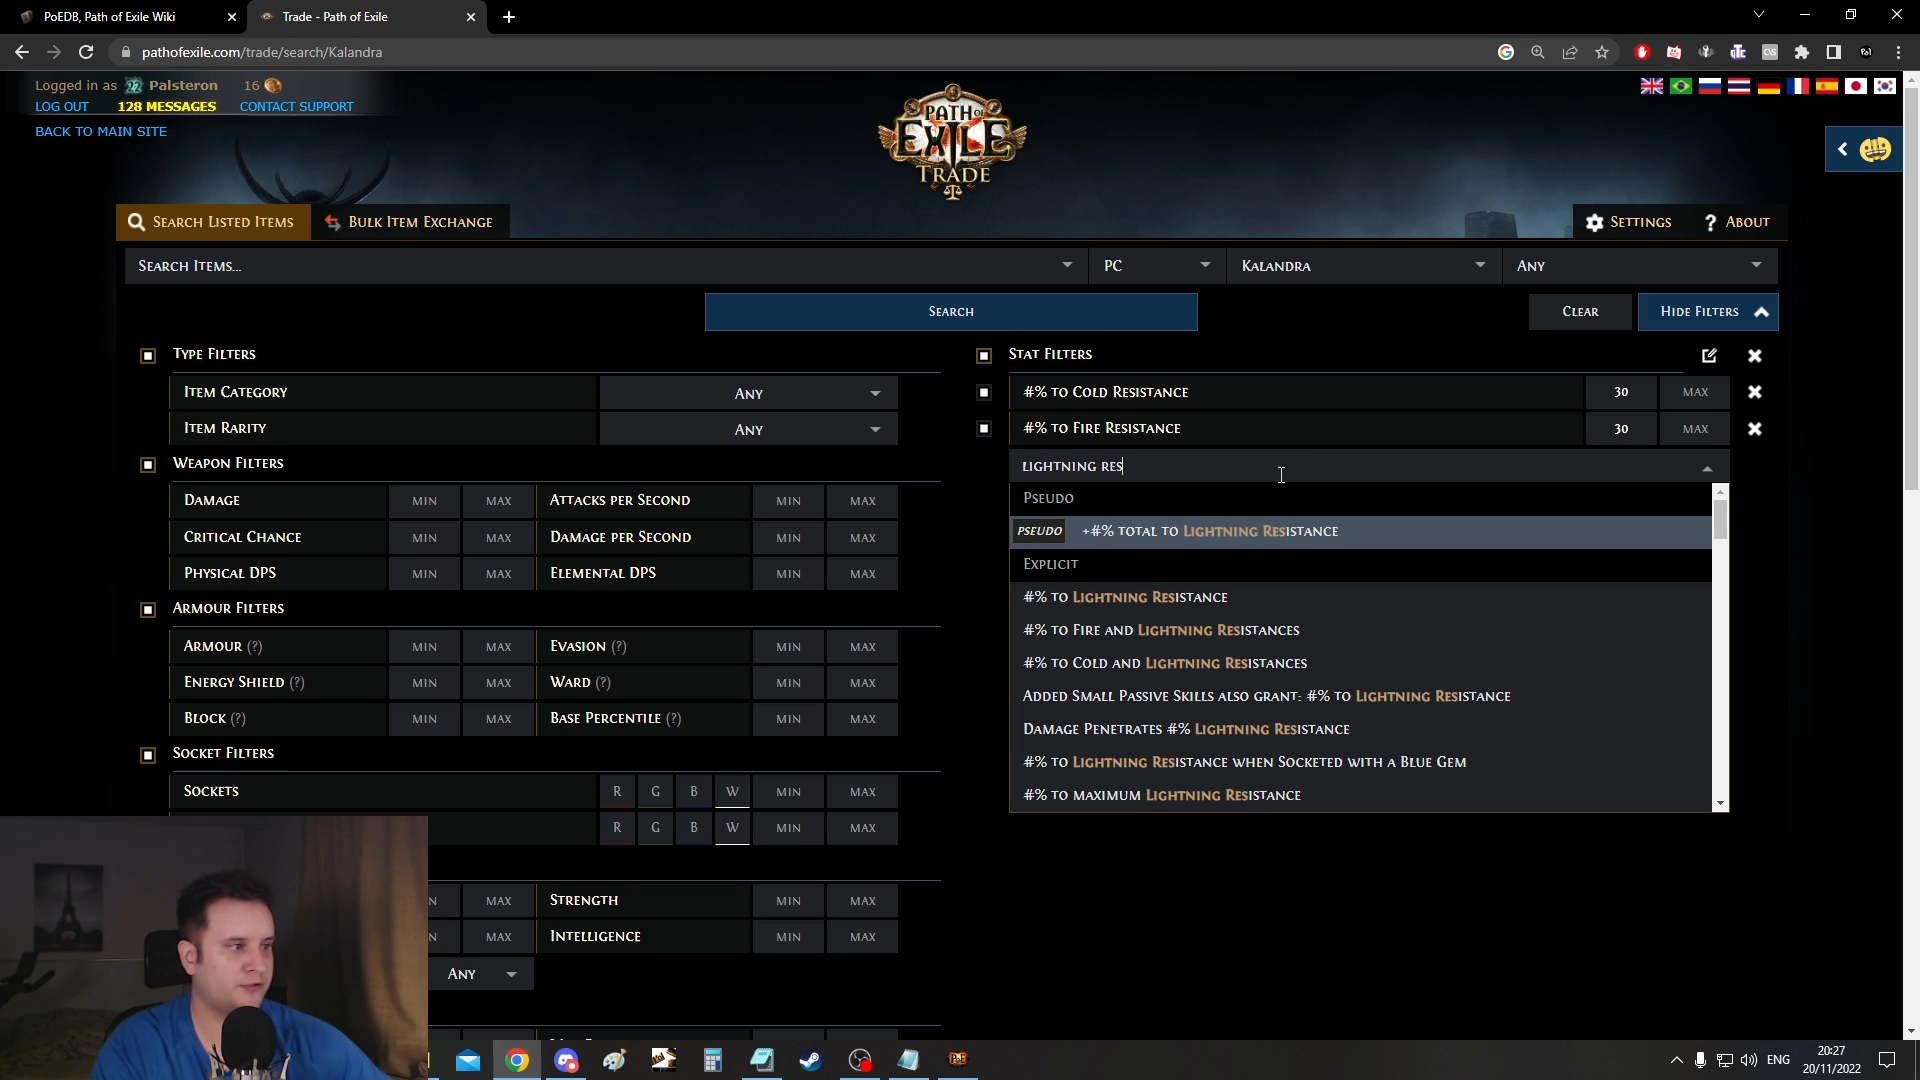 PoEDB, Path of Exile Wiki
Trade - Path of Exile
pathofexile.com/trade/search/Kalandra
Logged in as Palsteron 16
LOG OUT 128 MESSAGES CONTACT SUPPORT
BACK TO MAIN SITE
PATH OF EXILE TRADE
Search Listed Items
Bulk Item Exchange
Settings
? About
Search Items...
PC
Kalandra
Any
Search
Clear
Hide Filters
Type Filters
Item Category Any
Item Rarity Any
Weapon Filters
Damage MIN MAX Attacks per Second MIN MAX
Critical Chance MIN MAX Damage per Second MIN MAX
Physical DPS MIN MAX Elemental DPS MIN MAX
Armour Filters
Armour (?) MIN MAX Evasion (?) MIN MAX
Energy Shield (?) MIN MAX Ward (?) MIN MAX
Block (?) MIN MAX Base Percentile (?) MIN MAX
Socket Filters
Sockets R G B W MIN MAX
R G B W MIN MAX
N MAX Strength MIN MAX
N MAX Intelligence MIN MAX
Any
Stat Filters
#% to Cold Resistance 30 MAX
#% to Fire Resistance 30 MAX
lightning res
Pseudo
PSEUDO +#% total to Lightning Resistance
Explicit
#% to Lightning Resistance
#% to Fire and Lightning Resistances
#% to Cold and Lightning Resistances
Added Small Passive Skills also grant: #% to Lightning Resistance
Damage Penetrates #% Lightning Resistance
#% to Lightning Resistance when Socketed with a Blue Gem
#% to maximum Lightning Resistance
ENG
20:27
20/11/2022